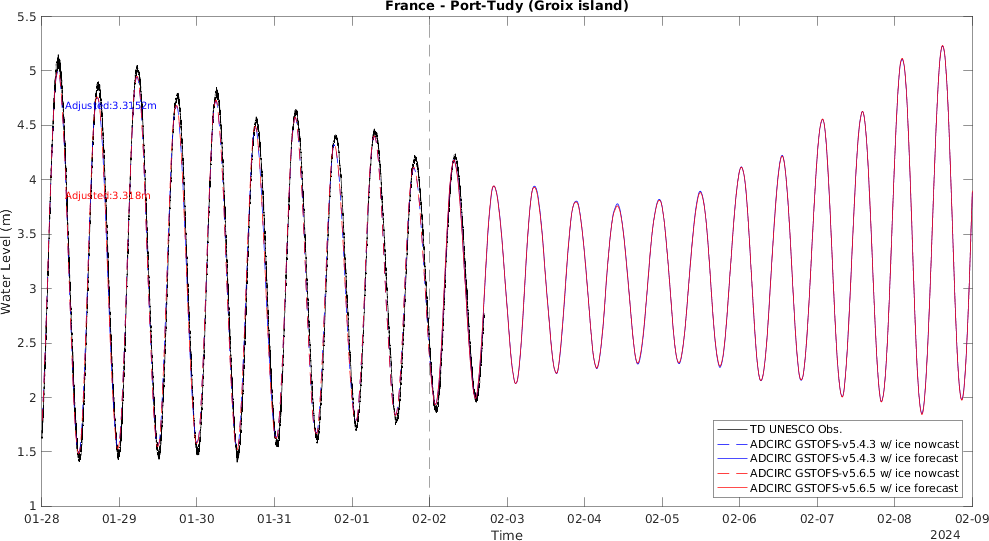 France - Port-Tudy (Groix island)
5.5
5
4.5
4
3.5
3
2.5
2
1.5
1
Water Level (m)
Adjusted:3.3152m
Adjusted:3.318m
TD UNESCO Obs.
ADCIRC GSTOFS-v5.4.3 w/ ice nowcast
ADCIRC GSTOFS-v5.4.3 w/ ice forecast
ADCIRC GSTOFS-v5.6.5 w/ ice nowcast
ADCIRC GSTOFS-v5.6.5 w/ ice forecast
01-28 01-29 01-30 01-31 02-01 02-02 02-03 02-04 02-05 02-06 02-07 02-08 02-09
Time
2024